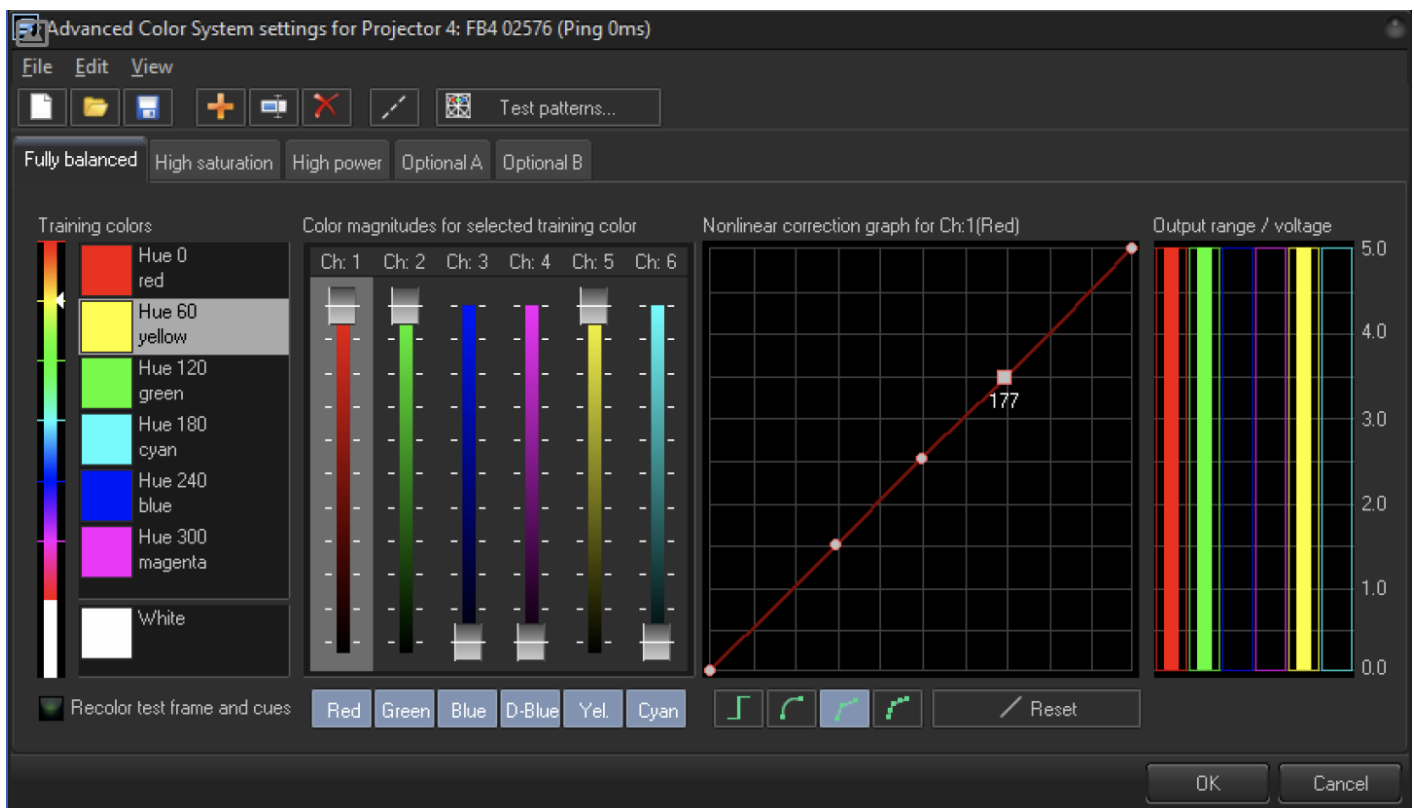 Advanced Color System settings for Projector 4: FB4 02576 (Ping 0ms)
File Edit View
Test patterns...
Fully balanced High saturation High power Optional A Optional B
Training colors Color magnitudes for selected training color Nonlinear correction graph for Ch:1(Red) Output range / voltage
Hue 0
red
Hue 60
yellow
Hue 120
green
Hue 180
cyan
Hue 240
blue
Hue 300
magenta
White
Ch: 1 Ch: 2 Ch: 3 Ch: 4 Ch: 5 Ch: 6
177
5.0
4.0
3.0
2.0
1.0
0.0
Recolor test frame and cues Red Green Blue D-Blue Yel. Cyan Reset
OK Cancel